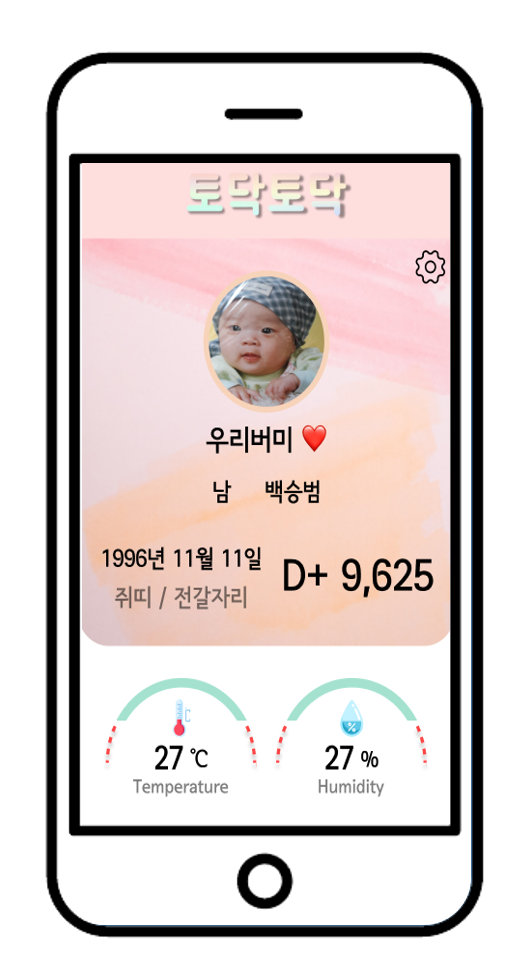 토닥토닥
우리버미 ❤️
남 백승범
1996년 11월 11일
쥐띠 / 전갈자리
D+ 9,625
C
%
27 ℃
27 %
Temperature
Humidity